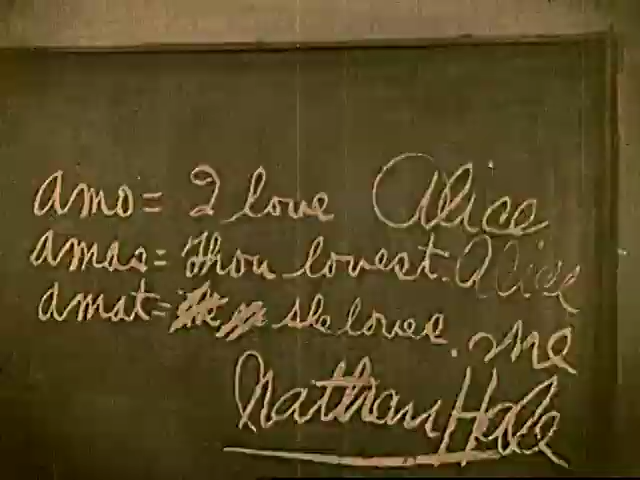 amo = I love Alice
amas = Thou lovest. Alice
amat = she loves. me
Nathan Hale